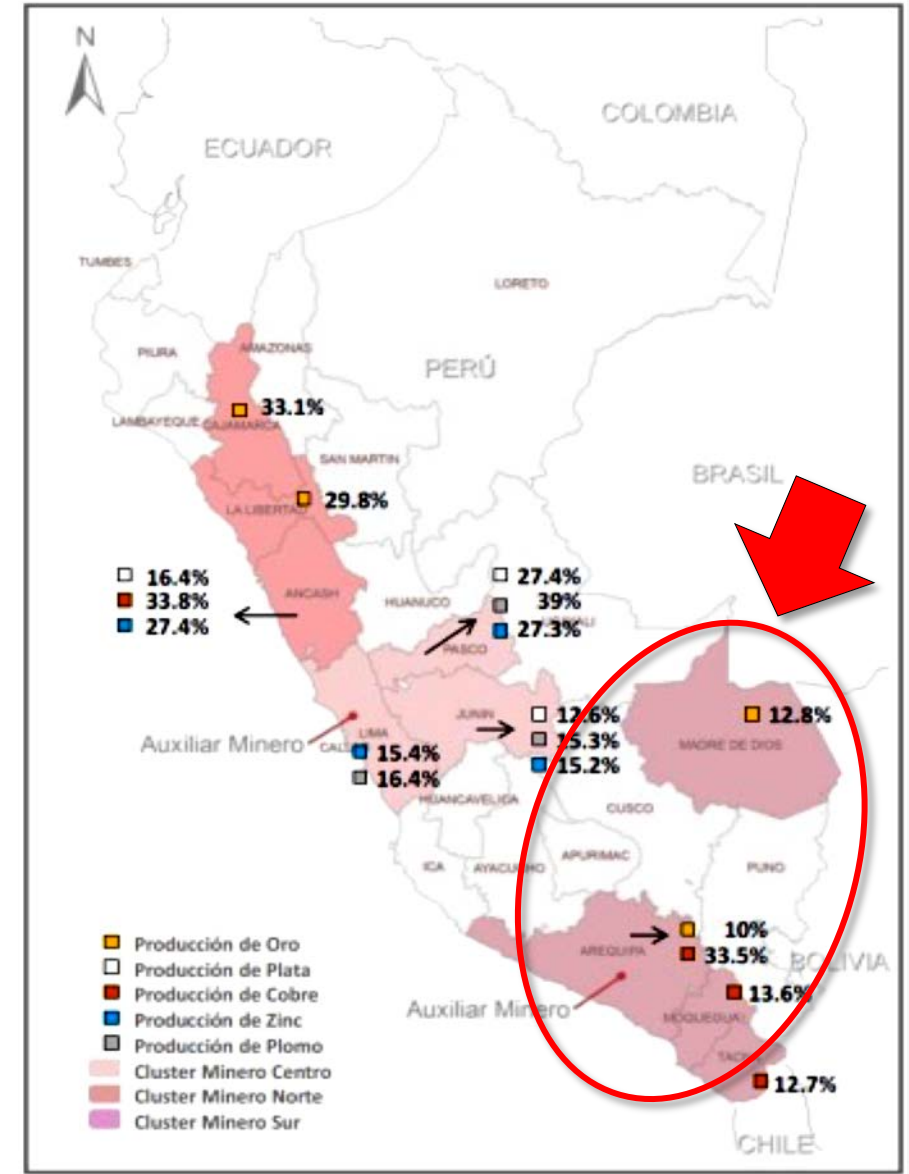 N
COLOMBIA
ECUADOR
TUMBES
LORETO
PIURA
AMAZONAS
PERÚ
33.1%
LAMBAYEQUE
CAJAMARCA
SAN MARTIN
BRASIL
29.8%
LA LIBERTAD
16.4%
33.8%
27.4%
ANCASH
HUANUCO
27.4%
39%
UCAYALI
27.3%
PASCO
JUNIN
12.6%
15.3%
15.2%
12.8%
MADRE DE DIOS
Auxiliar Minero
LIMA
CALLAO
15.4%
16.4%
HUANCAVELICA
CUSCO
ICA
AYACUCHO
APURIMAC
PUNO
10%
33.5%
AREQUIPA
BOLIVIA
13.6%
Auxiliar Minero
MOQUEGUA
TACNA
12.7%
CHILE
Producción de Oro
Producción de Plata
Producción de Cobre
Producción de Zinc
Producción de Plomo
Cluster Minero Centro
Cluster Minero Norte
Cluster Minero Sur